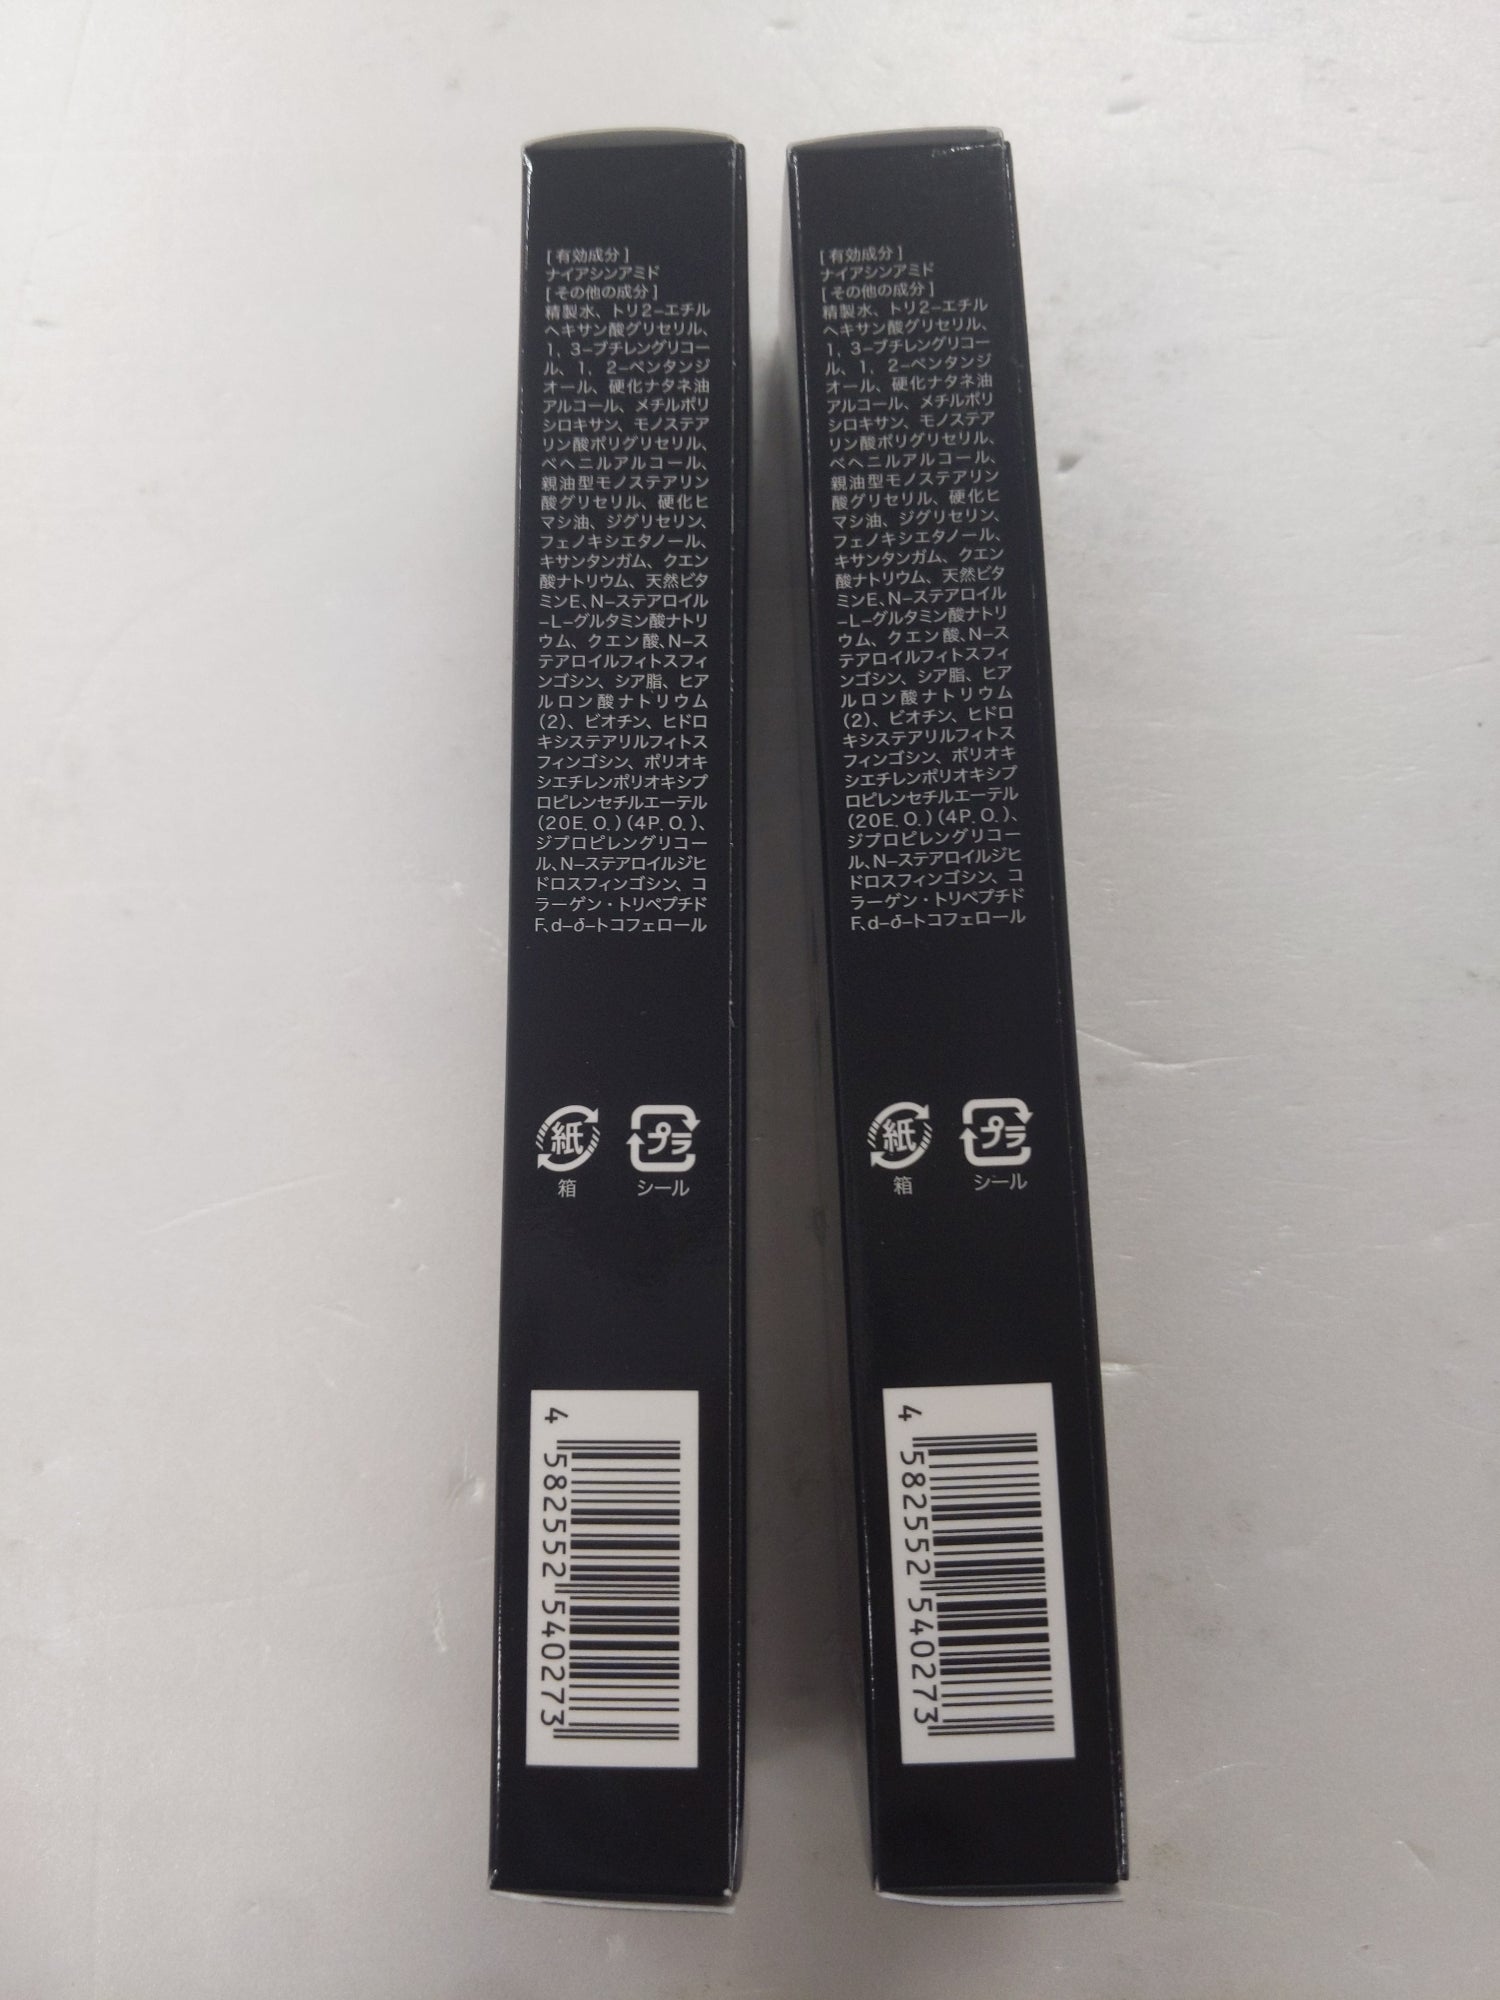 [有効成分]
ナイアシンアミド
[その他の成分]
精製水、トリ2−エチル
ヘキサン酸グリセリル、
1，3−ブチレングリコー
ル、1，2−ペンタンジ
オール、硬化ナタネ油
アルコール、メチルポリ
シロキサン、モノステア
リン酸ポリグリセリル、
ベヘニルアルコール、
親油型モノステアリン
酸グリセリル、硬化ヒ
マシ油、ジグリセリン、
フェノキシエタノール、
キサンタンガム、クエン
酸ナトリウム、天然ビタ
ミンE、N−ステアロイル
−L−グルタミン酸ナトリ
ウム、クエン酸、N−ス
テアロイルフィトスフィ
ンゴシン、シア脂、ヒア
ルロン酸ナトリウム
(2)、ビオチン、ヒドロ
キシステアリルフィトス
フィンゴシン、ポリオキ
シエチレンポリオキシプ
ロピレンセチルエーテル
(20E.O.)(4P.O.)、
ジプロピレングリコー
ル、N−ステアロイルジヒ
ドロスフィンゴシン、コ
ラーゲン・トリペプチド
F、d−δ−トコフェロール
紙 プラ
箱 シール
4 582552 540273
[有効成分]
ナイアシンアミド
[その他の成分]
精製水、トリ2−エチル
ヘキサン酸グリセリル、
1，3−ブチレングリコー
ル、1，2−ペンタンジ
オール、硬化ナタネ油
アルコール、メチルポリ
シロキサン、モノステア
リン酸ポリグリセリル、
ベヘニルアルコール、
親油型モノステアリン
酸グリセリル、硬化ヒ
マシ油、ジグリセリン、
フェノキシエタノール、
キサンタンガム、クエン
酸ナトリウム、天然ビタ
ミンE、N−ステアロイル
−L−グルタミン酸ナトリ
ウム、クエン酸、N−ス
テアロイルフィトスフィ
ンゴシン、シア脂、ヒア
ルロン酸ナトリウム
(2)、ビオチン、ヒドロ
キシステアリルフィトス
フィンゴシン、ポリオキ
シエチレンポリオキシプ
ロピレンセチルエーテル
(20E.O.)(4P.O.)、
ジプロピレングリコー
ル、N−ステアロイルジヒ
ドロスフィンゴシン、コ
ラーゲン・トリペプチド
F、d−δ−トコフェロール
紙 プラ
箱 シール
4 582552 540273